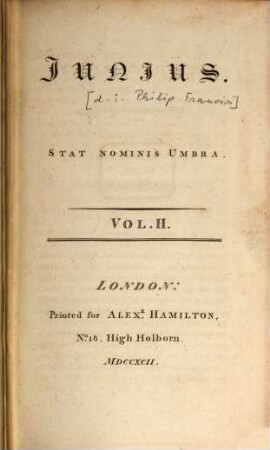 JUNIUS.
[d. i. Philip Francis]
STAT NOMINIS UMBRA.
VOL. II.
LONDON:
Printed for ALEXR. HAMILTON,
No. 16. High Holborn.
MDCCXCII.